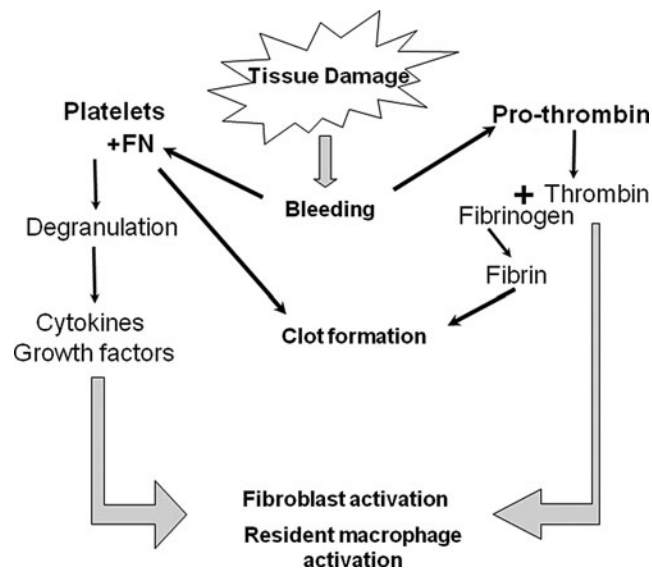 Tissue Damage
Platelets
+FN
Pro-thrombin
Bleeding
+ Thrombin
Fibrinogen
Degranulation
Fibrin
Cytokines
Growth factors
Clot formation
Fibroblast activation
Resident macrophage
activation